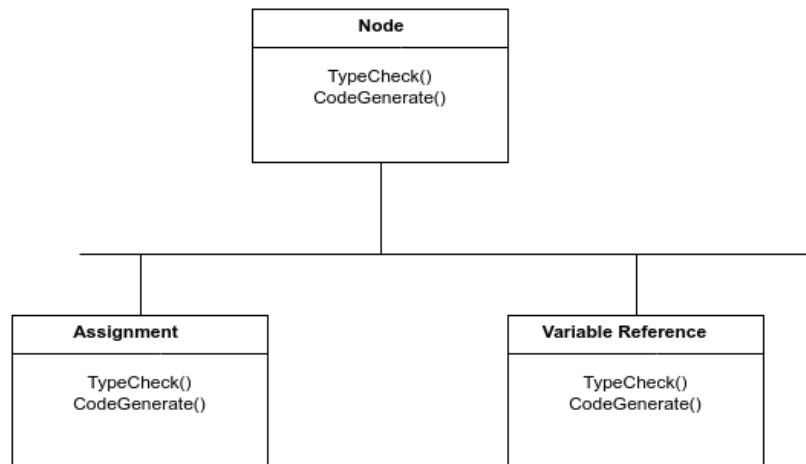 Node
TypeCheck()
CodeGenerate()
Assignment
TypeCheck()
CodeGenerate()
Variable Reference
TypeCheck()
CodeGenerate()